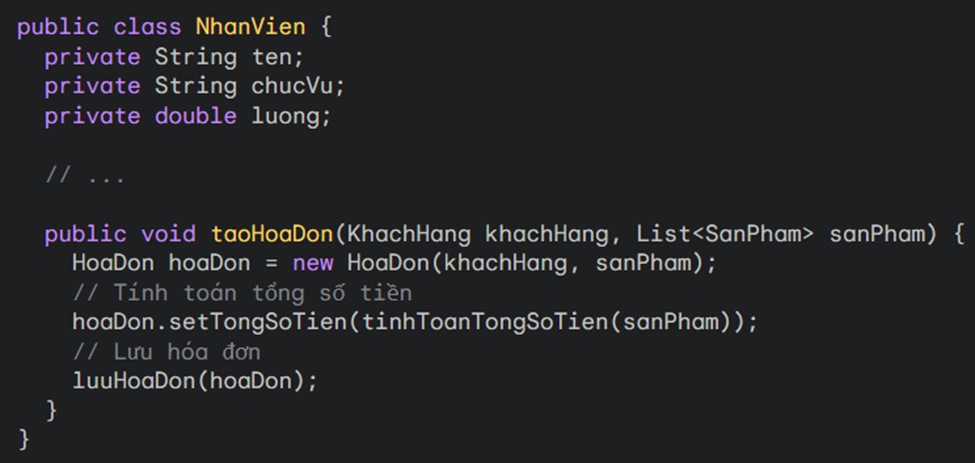 public class NhanVien {
private String ten;
private String chucVu;
private double luong;
// ...
public void taoHoaDon(KhachHang khachHang, List<SanPham> sanPham) {
HoaDon hoaDon = new HoaDon(khachHang, sanPham);
// Tính toán tổng số tiền
hoaDon.setTongSoTien(tinhToanTongSoTien(sanPham));
// Lưu hóa đơn
luuHoaDon(hoaDon);
}
}